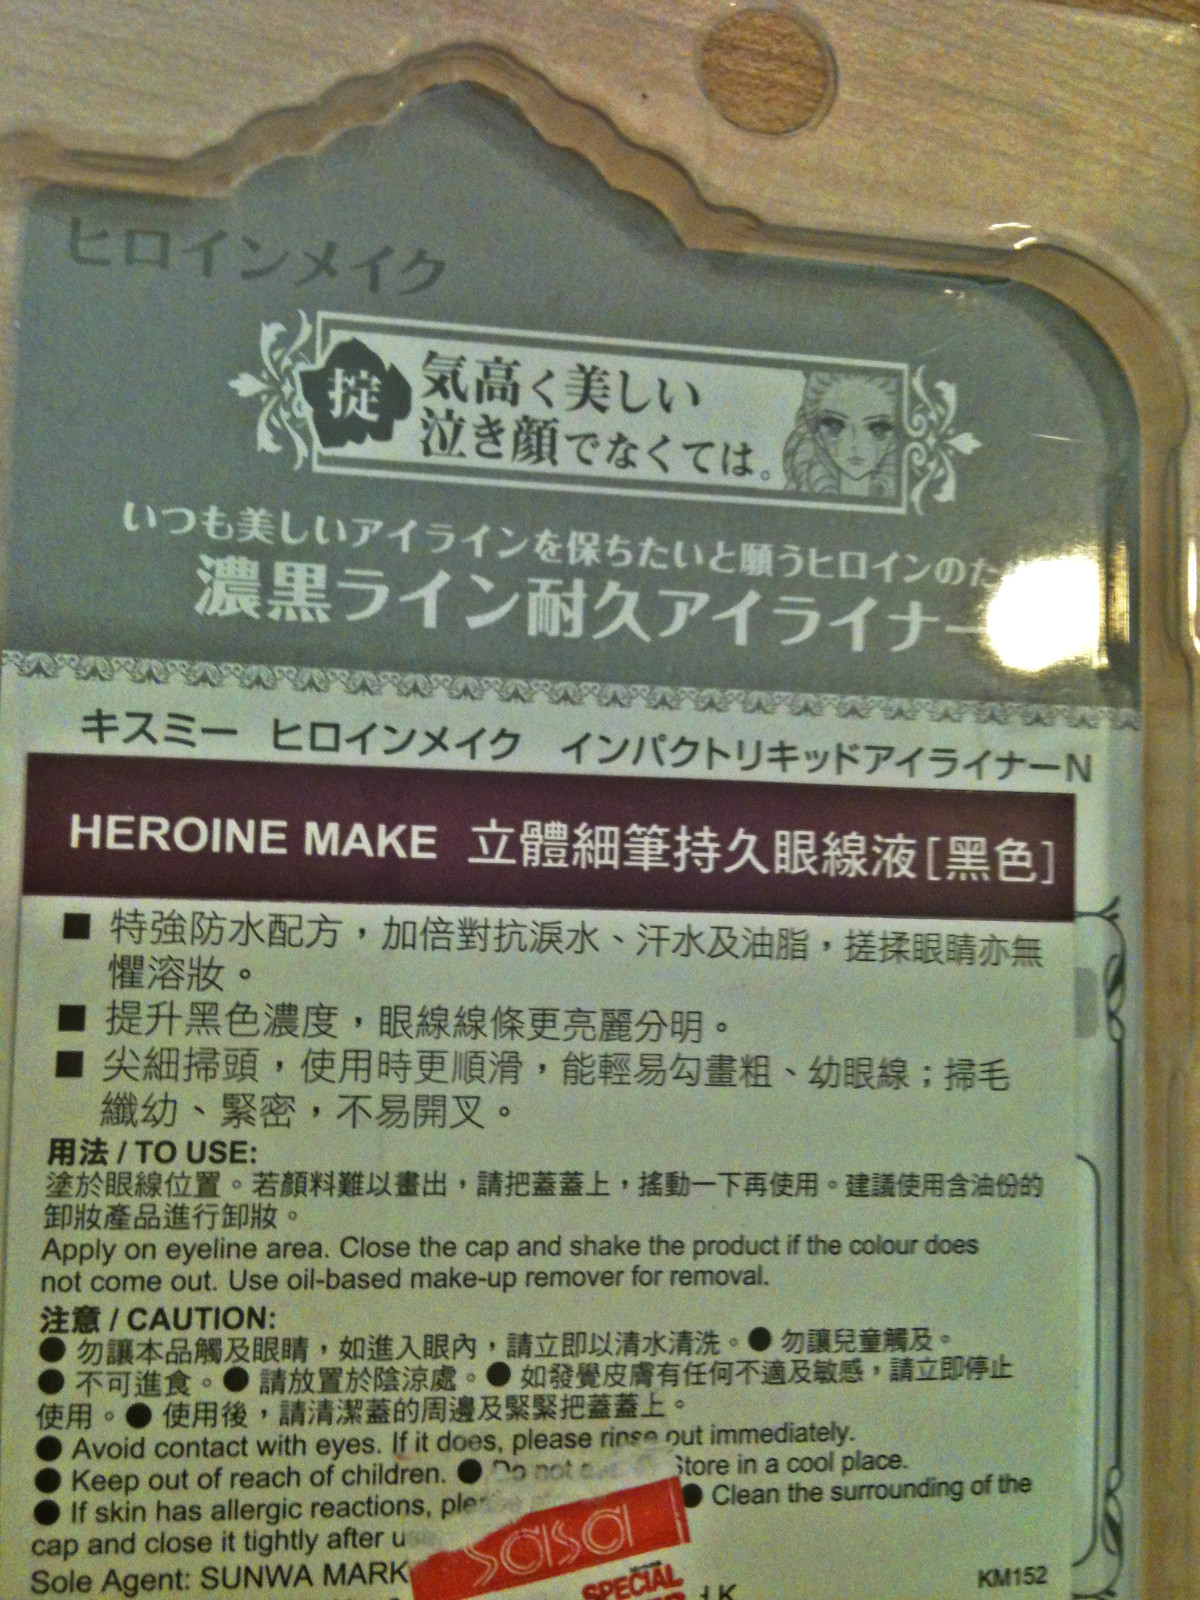 ヒロインメイク
掟 気高く美しい
泣き顔でなくては。
いつも美しいアイラインを保ちたいと願うヒロインのた
濃黒ライン耐久アイライナー
キスミー ヒロインメイク インパクトリキッドアイライナーN
HEROINE MAKE 立體細筆持久眼線液[黑色]
■ 特強防水配方，加倍對抗淚水、汗水及油脂，搓揉眼睛亦無
懼溶妝。
■ 提升黑色濃度，眼線線條更亮麗分明。
■ 尖細掃頭，使用時更順滑，能輕易勾畫粗、幼眼線；掃毛
纖幼、緊密，不易開叉。
用法 / TO USE:
塗於眼線位置。若顏料難以畫出，請把蓋蓋上，搖動一下再使用。建議使用含油份的
卸妝產品進行卸妝。
Apply on eyeline area. Close the cap and shake the product if the colour does
not come out. Use oil-based make-up remover for removal.
注意 / CAUTION:
● 勿讓本品觸及眼睛，如進入眼內，請立即以清水清洗。● 勿讓兒童觸及。
● 不可進食。● 請放置於陰涼處。● 如發覺皮膚有任何不適及敏感，請立即停止
使用。● 使用後，請清潔蓋的周邊及緊緊把蓋蓋上。
● Avoid contact with eyes. If it does, please rinse out immediately.
● Keep out of reach of children. ● Do not Store in a cool place.
● If skin has allergic reactions, ● Clean the surrounding of the
cap and close it tightly after
Sole Agent: SUNWA MARK
sasa
SPECIAL
KM152